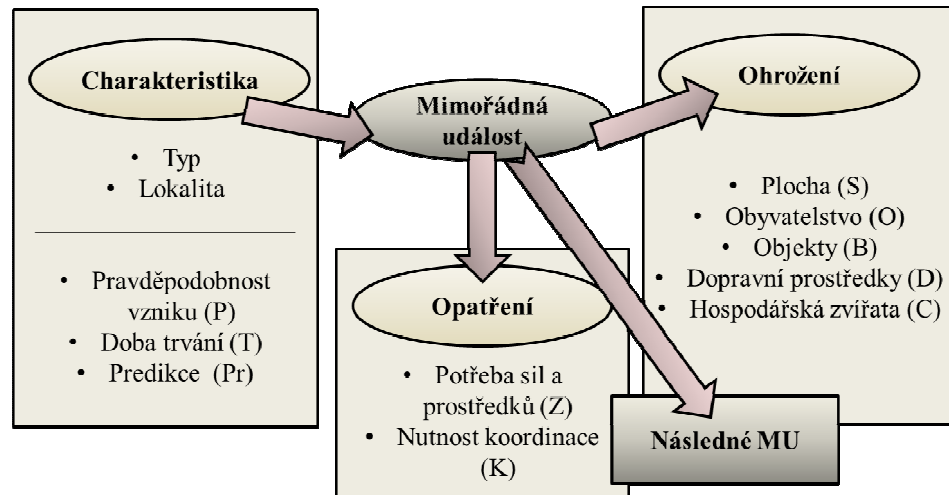 Charakteristika
• Typ
• Lokalita
• Pravděpodobnost
vzniku (P)
• Doba trvání (T)
• Predikce (Pr)
Mimořádná
událost
Opatření
• Potřeba sil a
prostředků (Z)
• Nutnost koordinace
(K)
Ohrožení
• Plocha (S)
• Obyvatelstvo (O)
• Objekty (B)
• Dopravní prostředky (D)
• Hospodářská zvířata (C)
Následné MU